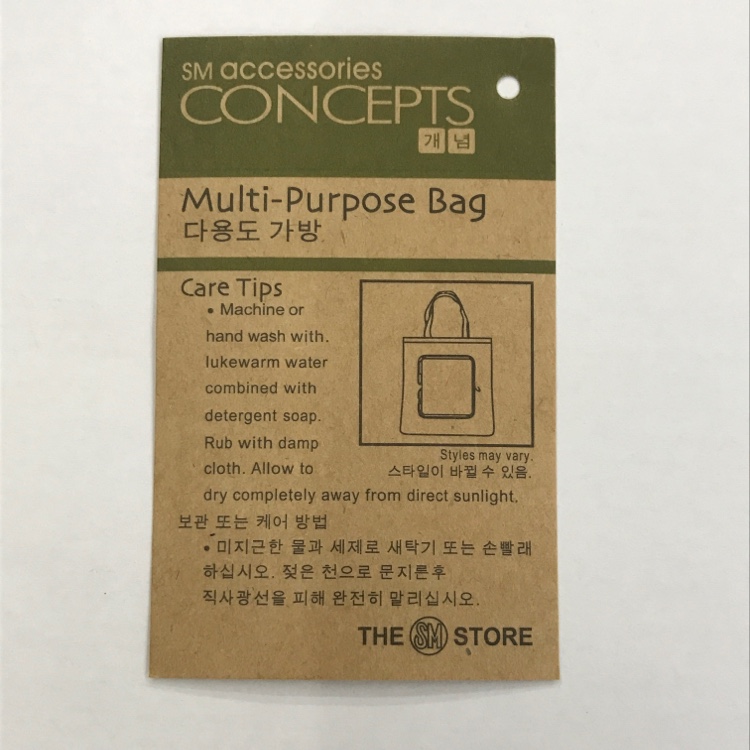 SM accessories
CONCEPTS
개념
Multi-Purpose Bag
다용도 가방
Care Tips
• Machine or
hand wash with.
lukewarm water
combined with
detergent soap.
Rub with damp
cloth. Allow to
dry completely away from direct sunlight.
Styles may vary.
스타일이 바뀔 수 있음.
보관 또는 케어 방법
• 미지근한 물과 세제로 새탁기 또는 손빨래
하십시오. 젖은 천으로 문지른후
직사광선을 피해 완전히 말리십시오.
THE SM STORE